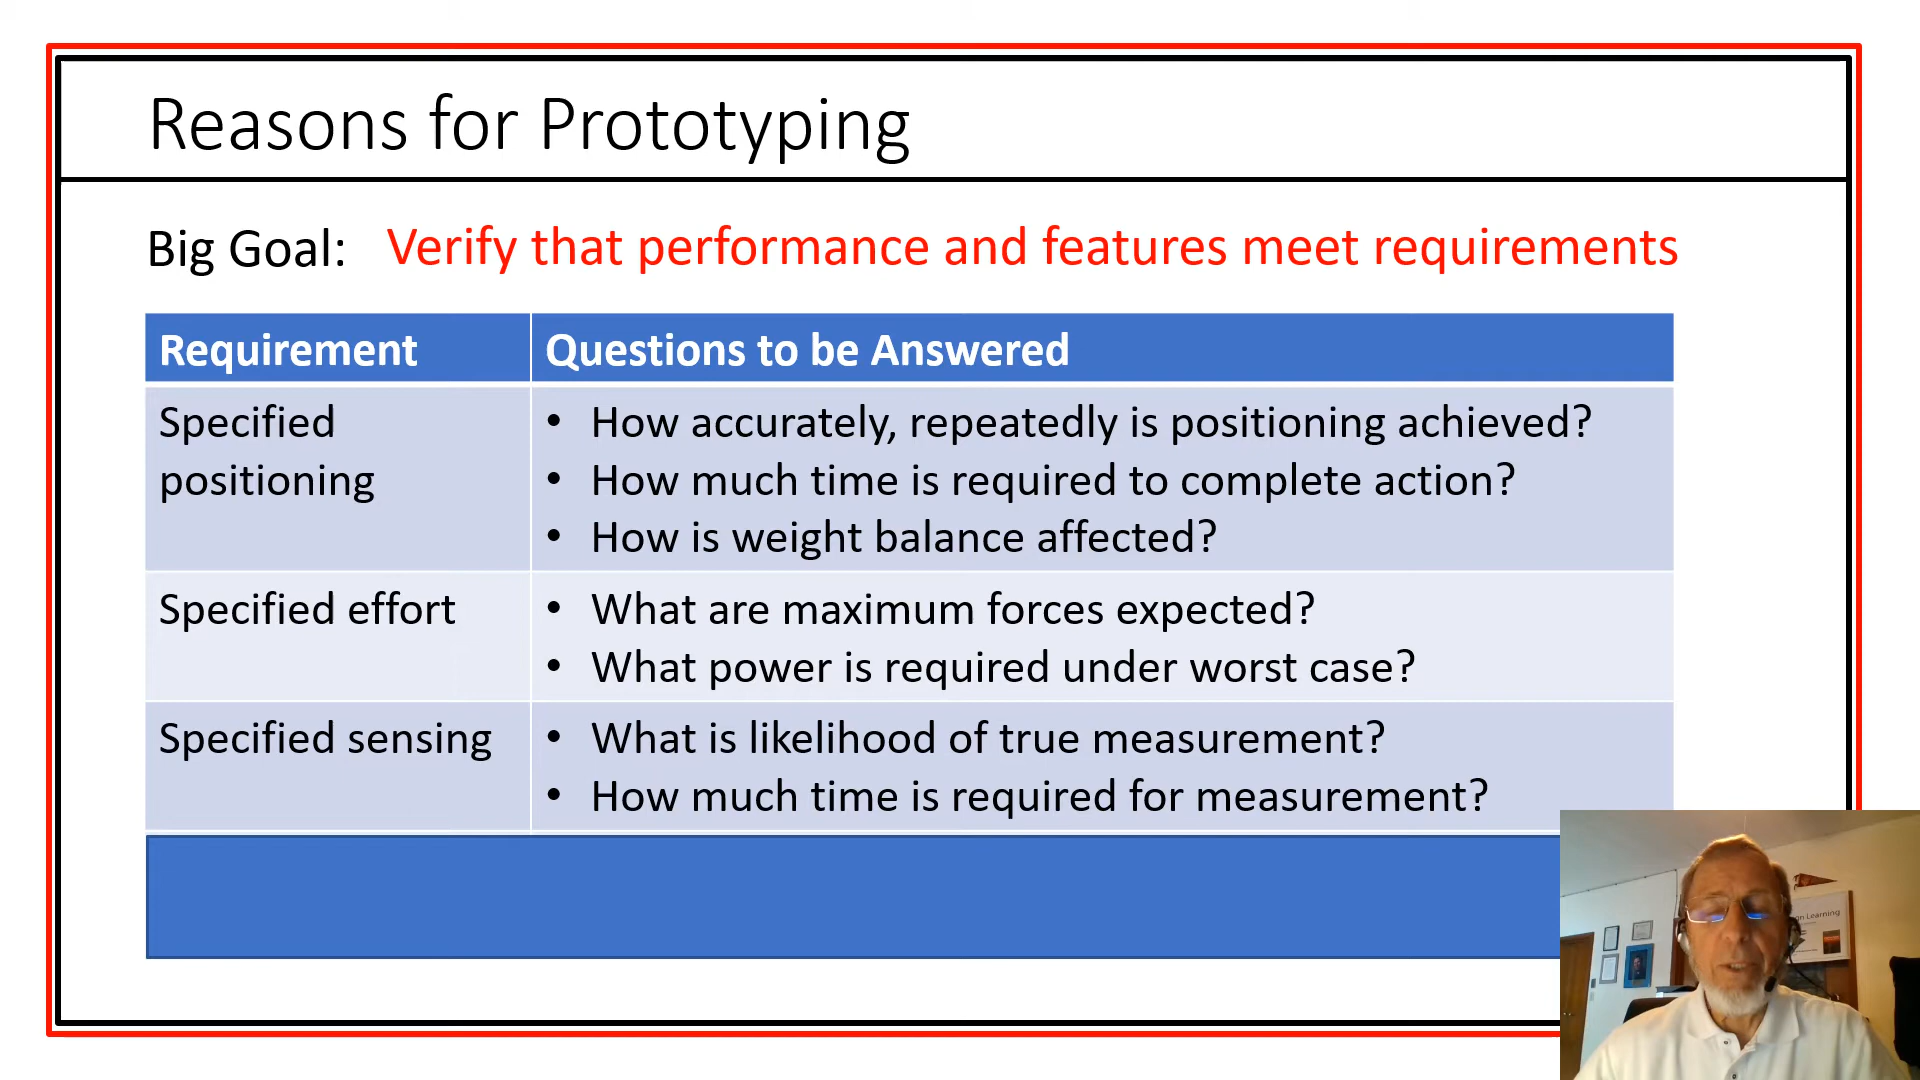 Reasons for Prototyping
Big Goal: Verify that performance and features meet requirements
Requirement
Questions to be Answered
Specified
positioning
• How accurately, repeatedly is positioning achieved?
• How much time is required to complete action?
• How is weight balance affected?
Specified effort
• What are maximum forces expected?
• What power is required under worst case?
Specified sensing
• What is likelihood of true measurement?
• How much time is required for measurement?
Learning